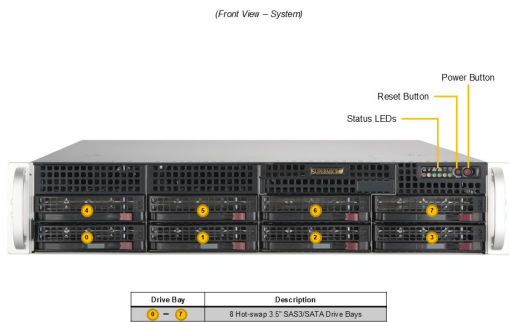 (Front View – System)
Power Button
Reset Button
Status LEDs
SUPERMICRO
4 5 6 7
0 1 2 3
Drive Bay Description
0 – 7 8 Hot-swap 3.5" SAS3/SATA Drive Bays